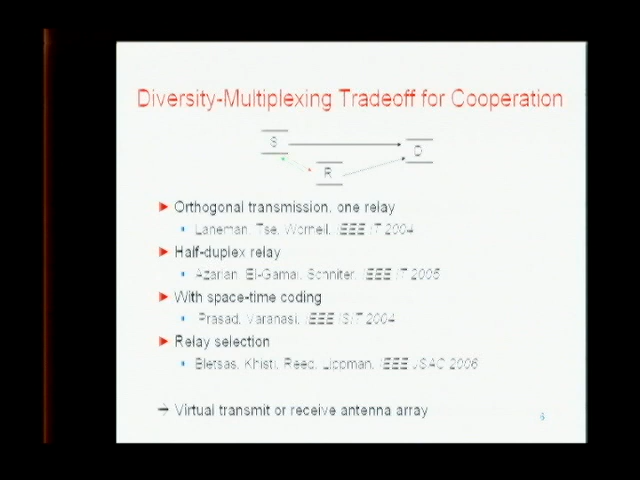 Diversity-Multiplexing Tradeoff for Cooperation
S
D
R
Orthogonal transmission, one relay
Laneman, Tse, Wornell, IEEE IT 2004
Half-duplex relay
Azarian, El-Gamal, Schniter, IEEE IT 2005
With space-time coding
Prasad, Varanasi, IEEE ISIT 2004
Relay selection
Bletsas, Khisti, Reed, Lippman, IEEE JSAC 2006
→ Virtual transmit or receive antenna array
6